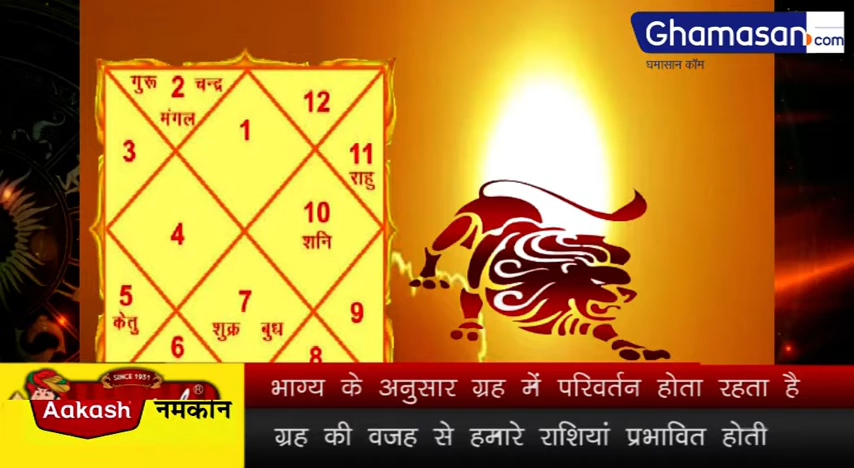 Ghamasan.com
घमासान कॉम
गुरू 2 चन्द्र
मंगल
12
1
3
11
राहु
10
शनि
4
5
केतु
7
शुक्र बुध
9
6
8
SINCE 1931
Aakash
नमकीन
भाग्य के अनुसार ग्रह में परिवर्तन होता रहता है
ग्रह की वजह से हमारे राशियां प्रभावित होती